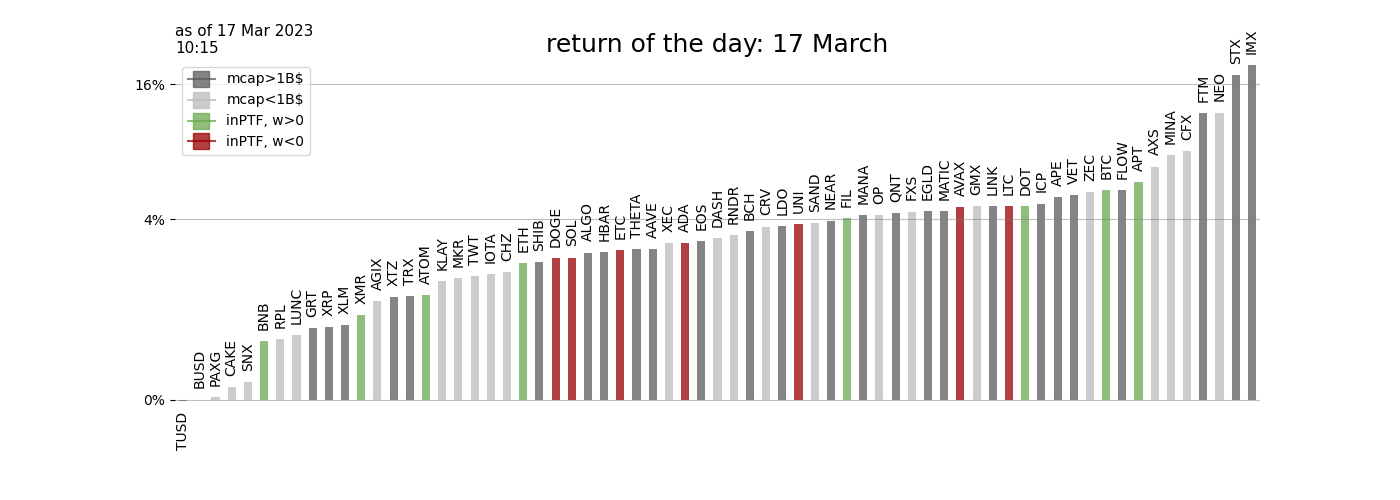 as of 17 Mar 2023
10:15
return of the day: 17 March
mcap>1B$
mcap<1B$
inPTF, w>0
inPTF, w<0
16%
4%
0%
TUSD
BUSD
PAXG
CAKE
SNX
BNB
RPL
LUNC
GRT
XRP
XLM
XMR
AGIX
XTZ
TRX
ATOM
KLAY
MKR
TWT
IOTA
CHZ
ETH
SHIB
DOGE
SOL
ALGO
HBAR
ETC
THETA
AAVE
XEC
ADA
EOS
DASH
RNDR
BCH
CRV
LDO
UNI
SAND
NEAR
FIL
MANA
OP
QNT
FXS
EGLD
MATIC
AVAX
GMX
LINK
LTC
DOT
ICP
APE
VET
ZEC
BTC
FLOW
APT
AXS
MINA
CFX
FTM
NEO
STX
IMX